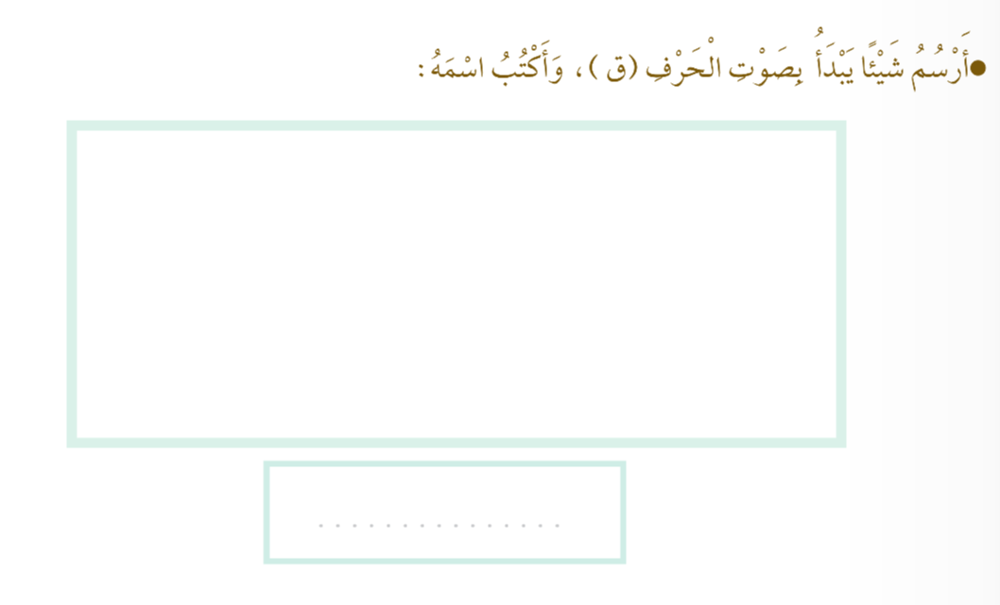 ●أَرْسُمُ شَيْئًا يَبْدَأُ بِصَوْتِ الْحَرْفِ (ق )، وَأَكْتُبُ اسْمَهُ:
. . . . . . . . . . . . . . .